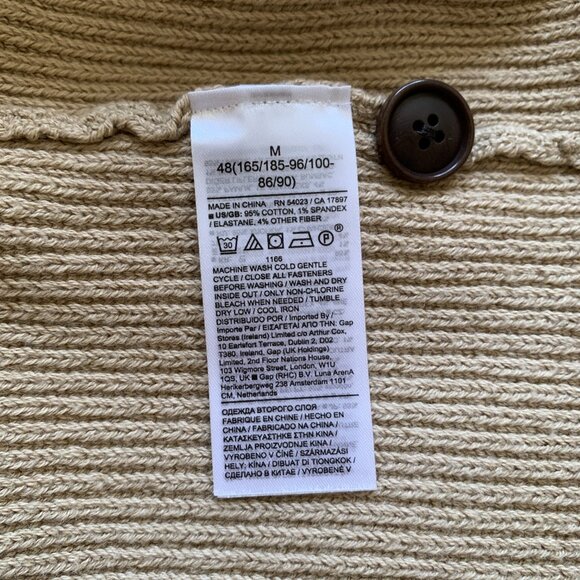 M
48(165/185-96/100-
86/90)
MADE IN CHINA RN 54023 / CA 17897
■ US/GB: 95% COTTON, 1% SPANDEX
/ ELASTANE, 4% OTHER FIBER
30 P®
1166
MACHINE WASH COLD GENTLE
CYCLE / CLOSE ALL FASTENERS
BEFORE WASHING / WASH AND DRY
INSIDE OUT / ONLY NON-CHLORINE
BLEACH WHEN NEEDED / TUMBLE
DRY LOW / COOL IRON
DISTRIBUIDO POR / Imported By /
Importe Par / ΕΙΣΑΓΕΤΑΙ ΑΠΟ ΤΗΝ: Gap
Stores (Ireland) Limited c/o Arthur Cox,
10 Earlsfort Terrace, Dublin 2, D02
T380, Ireland, Gap (UK Holdings)
Limited, 2nd Floor Nations House,
103 Wigmore Street, London, W1U
1QS, UK ■ Gap (RHC) B.V. Luna ArenA
Herikerbergweg 238 Amsterdam 1101
CM, Netherlands
ОДЕЖДА ВТОРОГО СЛОЯ
FABRIQUE EN CHINE / HECHO EN
CHINA / FABRICADO NA CHINA /
ΚΑΤΑΣΚΕΥΑΣΤΗΚΕ ΣΤΗΝ ΚΙΝΑ /
ZEMLJA PROIZVODNJE KINA /
VYROBENO V ČÍNĚ / SZÁRMAZÁSI
HELY: KÍNA / DIBUAT DI TIONGKOK /
СДЕЛАНО В КИТАЕ / VYROBENÉ V